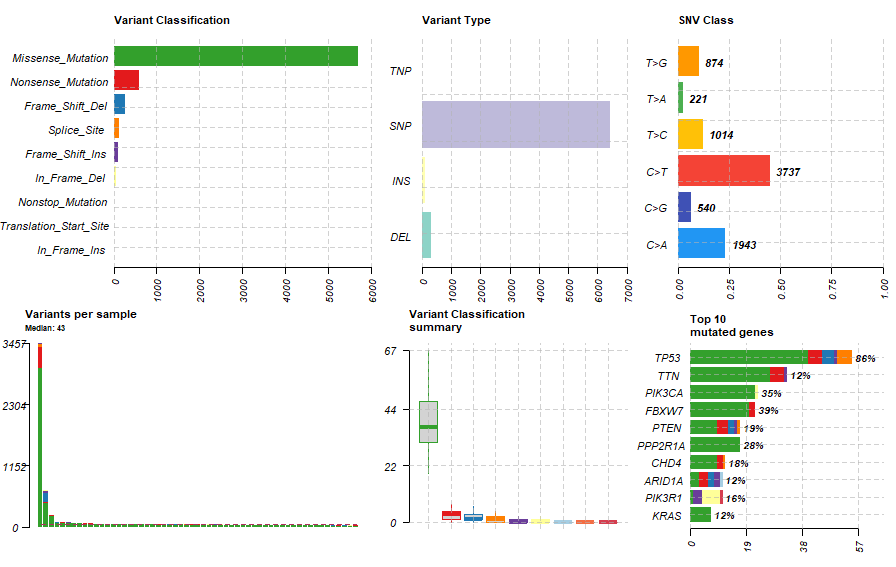 Variant Classification
Missense_Mutation
Nonsense_Mutation
Frame_Shift_Del
Splice_Site
Frame_Shift_Ins
In_Frame_Del
Nonstop_Mutation
Translation_Start_Site
In_Frame_Ins
0 1000 2000 3000 4000 5000 6000
Variant Type
TNP
SNP
INS
DEL
0 1000 2000 3000 4000 5000 6000 7000
SNV Class
T>G 874
T>A 221
T>C 1014
C>T 3737
C>G 540
C>A 1943
0.00 0.25 0.50 0.75 1.00
Variants per sample
Median: 43
3457
2304
1152
0
Variant Classification
summary
67
44
22
0
Top 10
mutated genes
TP53 86%
TTN 12%
PIK3CA 35%
FBXW7 39%
PTEN 19%
PPP2R1A 28%
CHD4 18%
ARID1A 12%
PIK3R1 16%
KRAS 12%
0 19 38 57